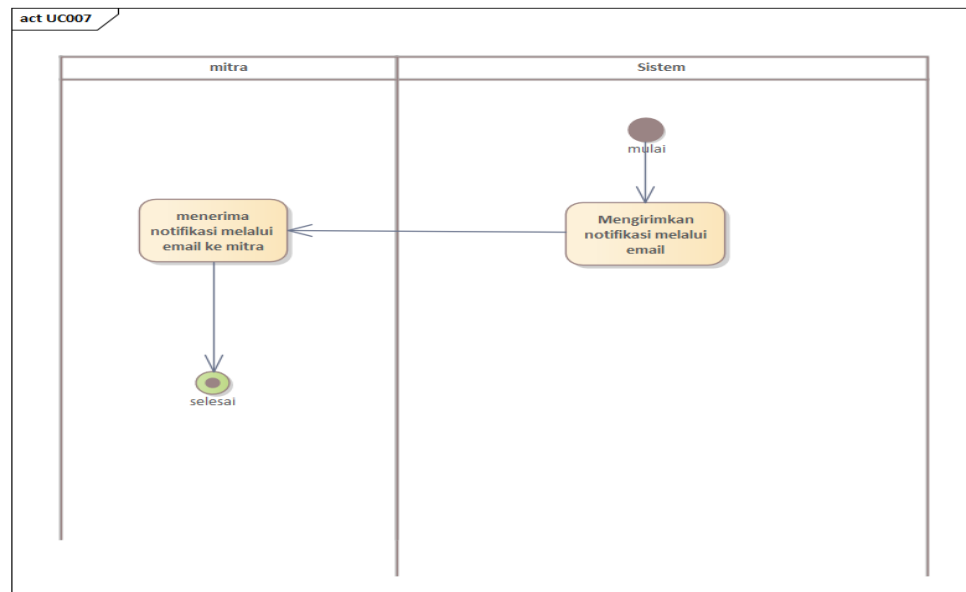 act UC007
mitra
Sistem
mulai
menerima
notifikasi melalui
email ke mitra
Mengirimkan
notifikasi melalui
email
selesai